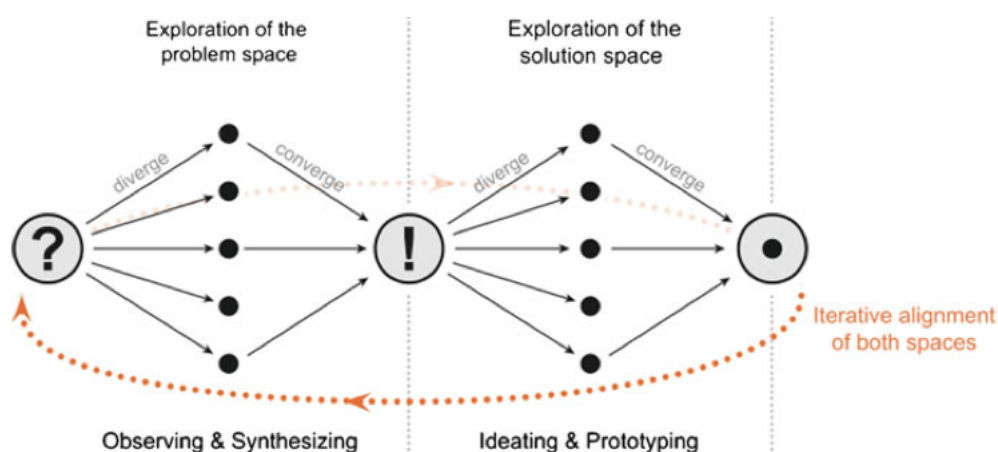 Exploration of the
problem space
Exploration of the
solution space
diverge
converge
diverge
converge
?
!
Iterative alignment
of both spaces
Observing & Synthesizing
Ideating & Prototyping